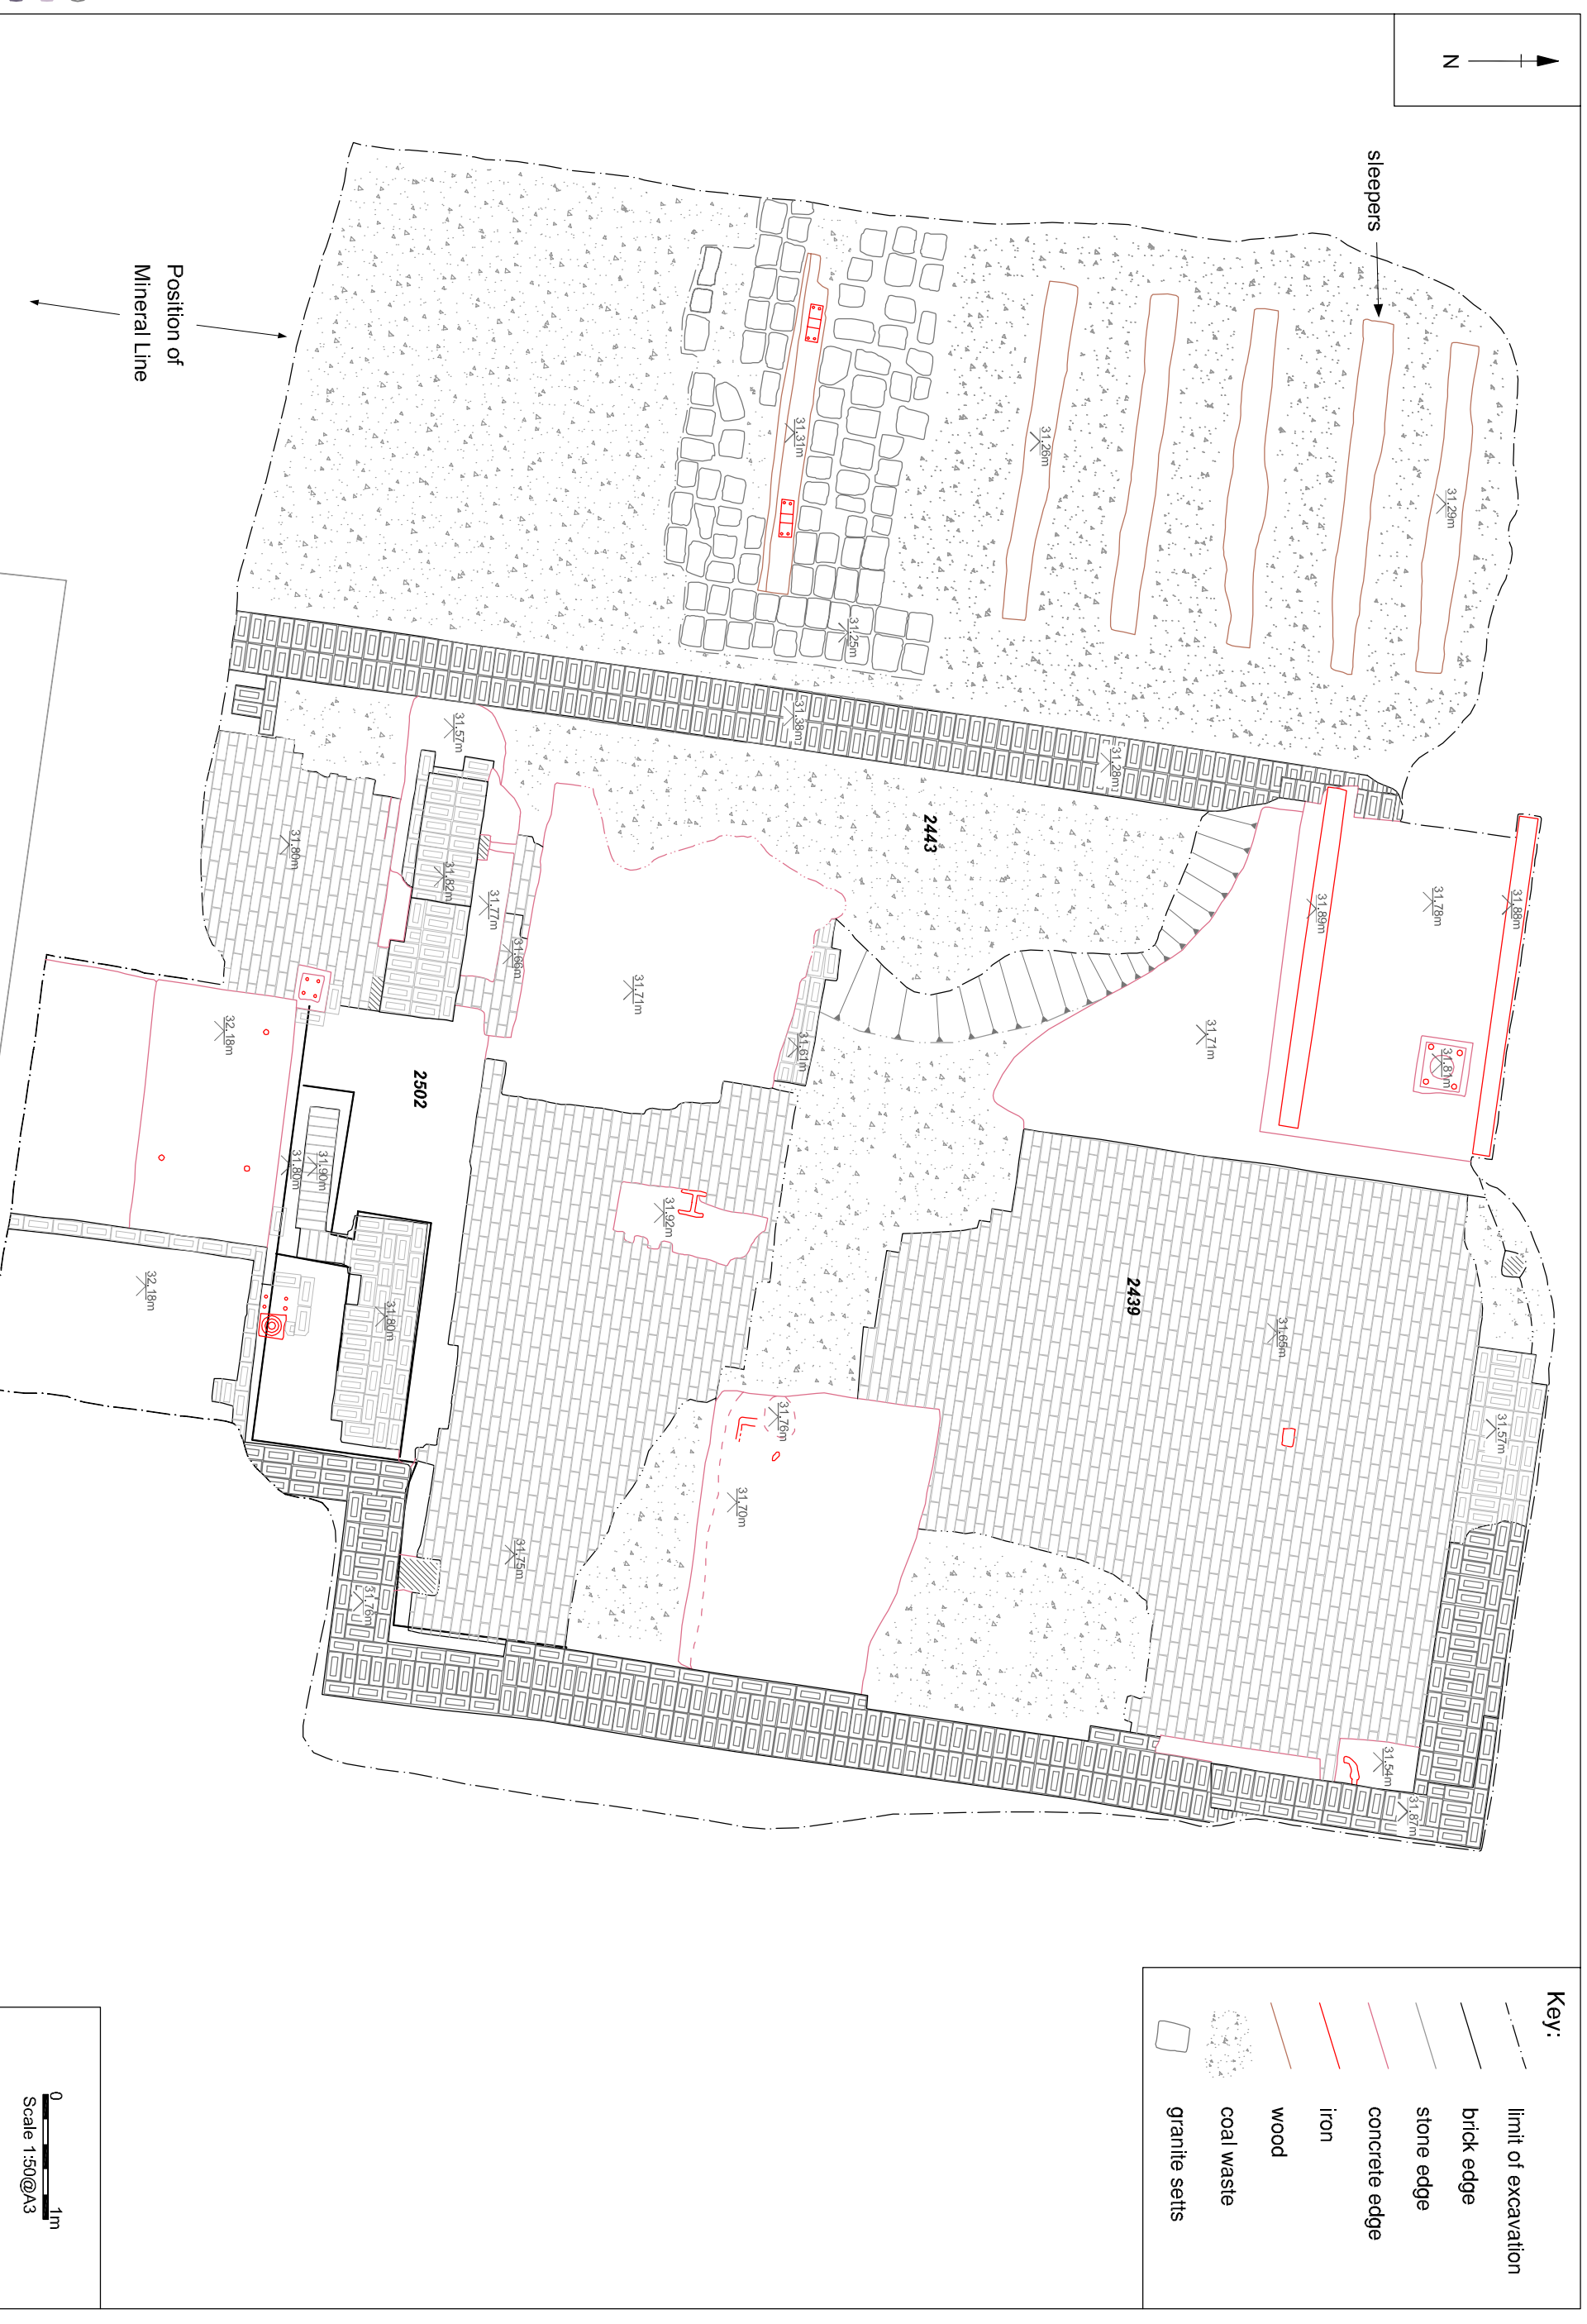 N
sleepers
Position of
Mineral Line
31.29m
31.26m
31.31m
31.25m
31.38m
31.28m
2443
31.57m
31.80m
31.82m
31.77m
31.66m
31.71m
31.61m
31.88m
31.78m
31.89m
31.81m
31.71m
32.18m
2502
31.90m
31.80m
31.80m
32.18m
31.92m
2439
31.65m
31.57m
31.76m
31.70m
31.75m
31.76m
31.54m
31.87m
Key:
limit of excavation
brick edge
stone edge
concrete edge
iron
wood
coal waste
granite setts
0 1m
Scale 1:50@A3